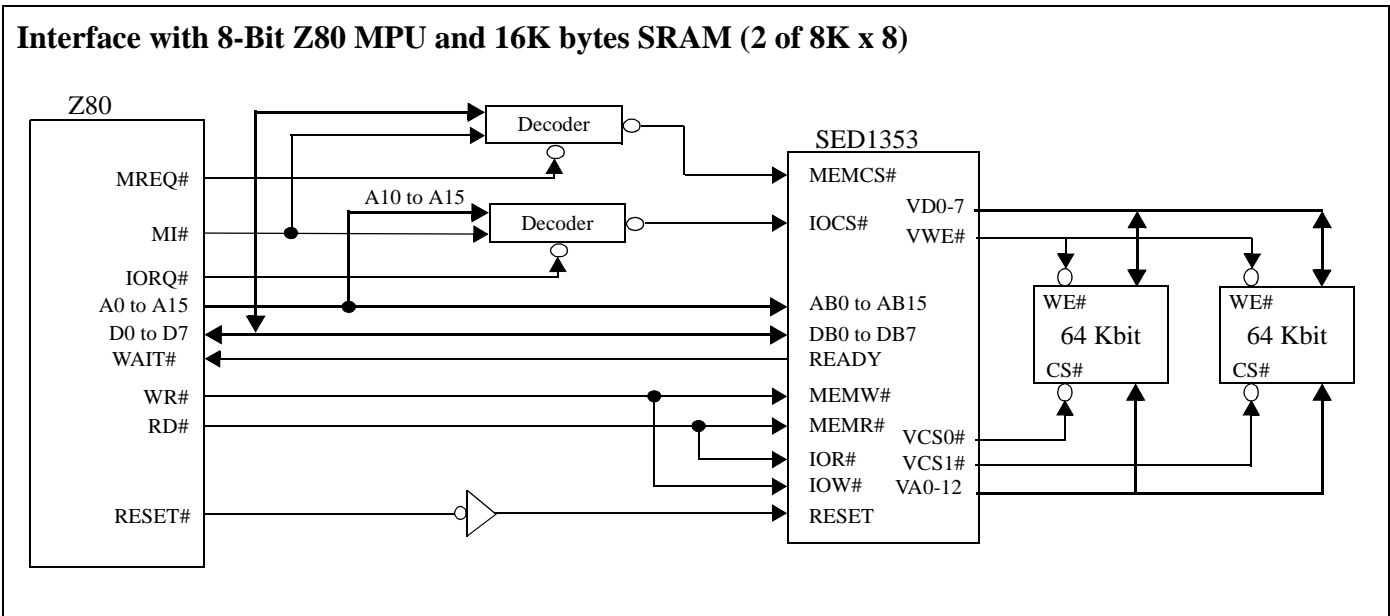 Interface with 8-Bit Z80 MPU and 16K bytes SRAM (2 of 8K x 8)
Z80
MREQ#
MI#
IORQ#
A0 to A15
D0 to D7
WAIT#
WR#
RD#
RESET#
Decoder
A10 to A15
Decoder
SED1353
MEMCS#
IOCS#
AB0 to AB15
DB0 to DB7
READY
MEMW#
MEMR#
IOR#
IOW#
RESET
VD0-7
VWE#
VCS0#
VCS1#
VA0-12
WE#
64 Kbit
CS#
WE#
64 Kbit
CS#